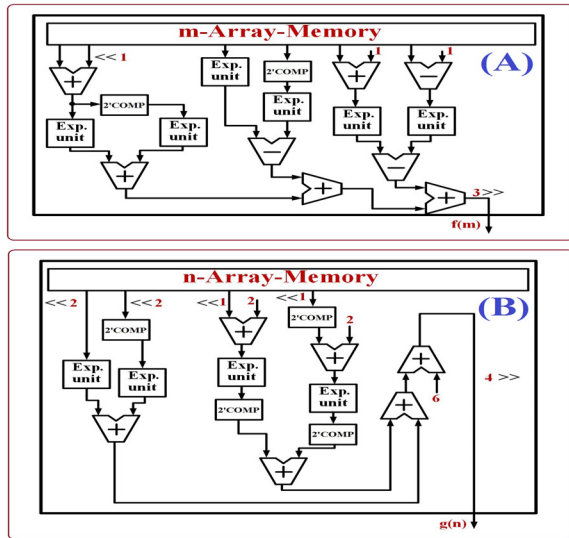 m-Array-Memory
<< 1
1
1
(A)
+
Exp. unit
2'COMP
+
−
2'COMP
Exp. unit
Exp. unit
Exp. unit
Exp. unit
Exp. unit
Exp. unit
−
−
+
+
+
3 >>
f(m)
n-Array-Memory
<< 2
<< 2
<< 1
2
<< 1
(B)
2'COMP
2'COMP
+
2
+
Exp. unit
Exp. unit
Exp. unit
Exp. unit
+
2'COMP
2'COMP
+
+
6
4 >>
+
+
g(n)